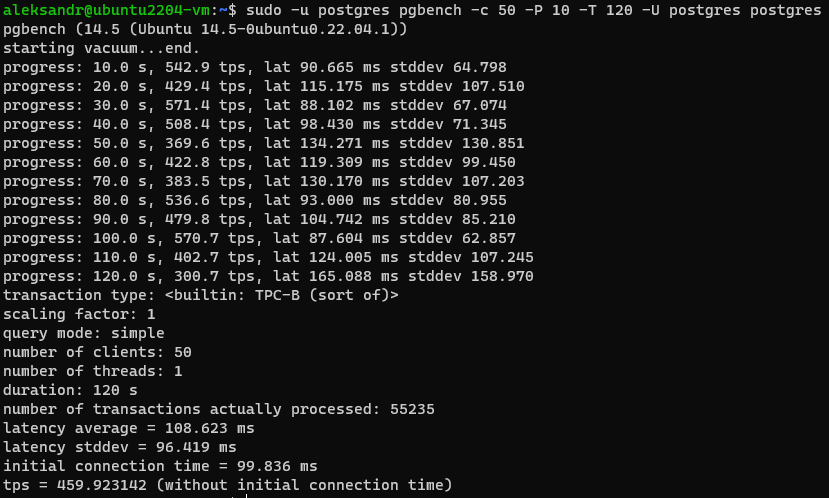 aleksandr@ubuntu2204-vm:~$ sudo -u postgres pgbench -c 50 -P 10 -T 120 -U postgres postgres
pgbench (14.5 (Ubuntu 14.5-0ubuntu0.22.04.1))
starting vacuum...end.
progress: 10.0 s, 542.9 tps, lat 90.665 ms stddev 64.798
progress: 20.0 s, 429.4 tps, lat 115.175 ms stddev 107.510
progress: 30.0 s, 571.4 tps, lat 88.102 ms stddev 67.074
progress: 40.0 s, 508.4 tps, lat 98.430 ms stddev 71.345
progress: 50.0 s, 369.6 tps, lat 134.271 ms stddev 130.851
progress: 60.0 s, 422.8 tps, lat 119.309 ms stddev 99.450
progress: 70.0 s, 383.5 tps, lat 130.170 ms stddev 107.203
progress: 80.0 s, 536.6 tps, lat 93.000 ms stddev 80.955
progress: 90.0 s, 479.8 tps, lat 104.742 ms stddev 85.210
progress: 100.0 s, 570.7 tps, lat 87.604 ms stddev 62.857
progress: 110.0 s, 402.7 tps, lat 124.005 ms stddev 107.245
progress: 120.0 s, 300.7 tps, lat 165.088 ms stddev 158.970
transaction type: <builtin: TPC-B (sort of)>
scaling factor: 1
query mode: simple
number of clients: 50
number of threads: 1
duration: 120 s
number of transactions actually processed: 55235
latency average = 108.623 ms
latency stddev = 96.419 ms
initial connection time = 99.836 ms
tps = 459.923142 (without initial connection time)